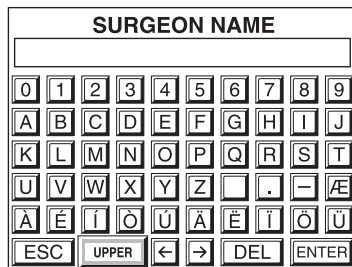 SURGEON NAME
0 1 2 3 4 5 6 7 8 9
A B C D E F G H I J
K L M N O P Q R S T
U V W X Y Z . – Æ
À É Í Ò Ú Ä Ë Ï Ö Ü
ESC UPPER ← → DEL ENTER